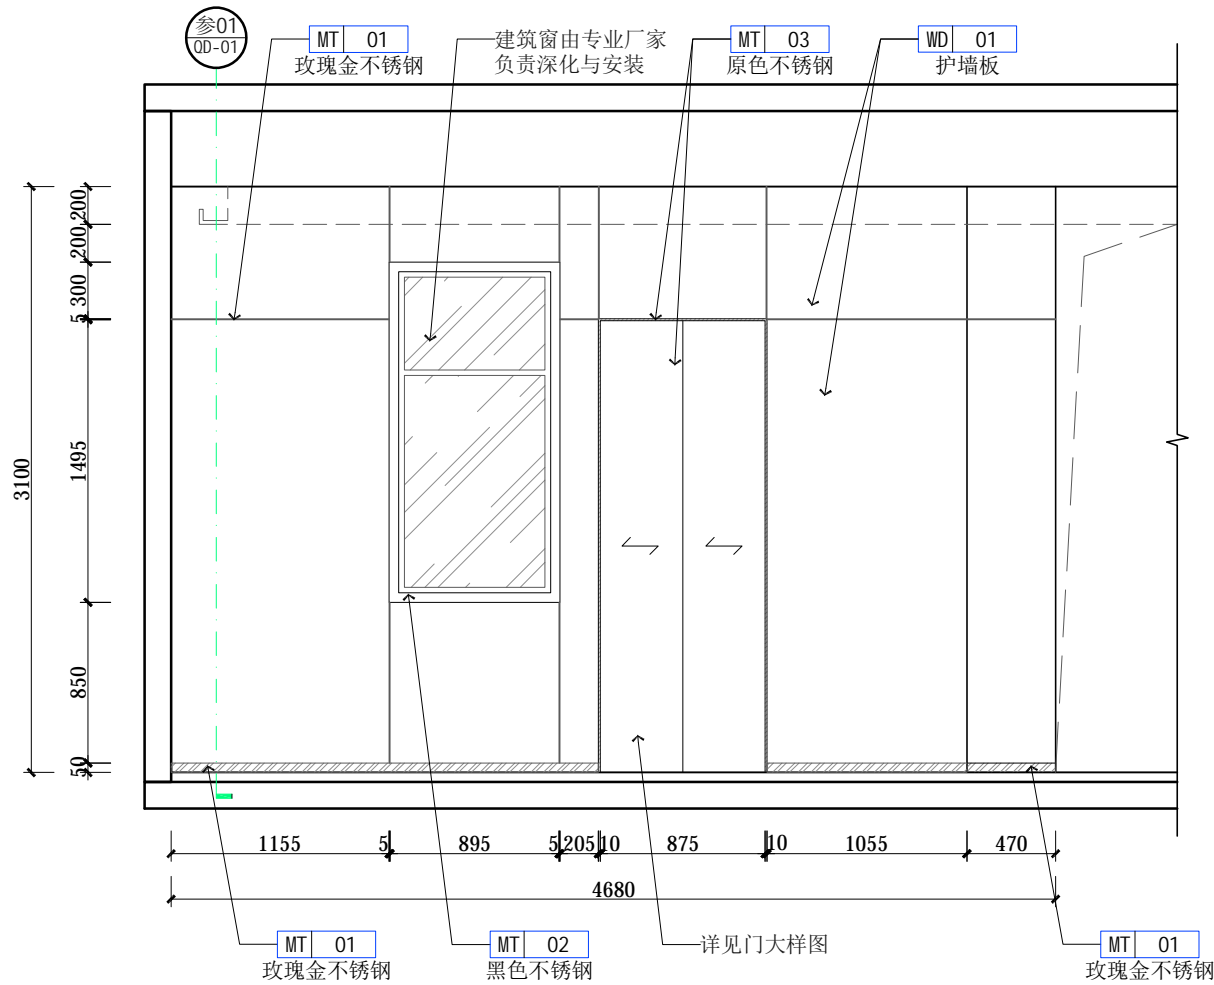 参01
QD-01
MT 01
玫瑰金不锈钢
建筑窗由专业厂家
负责深化与安装
MT 03
原色不锈钢
WD 01
护墙板
200
200
300
5
1495
850
50
3100
1155
5
895
5
205
10
875
10
1055
470
4680
MT 01
玫瑰金不锈钢
MT 02
黑色不锈钢
详见门大样图
MT 01
玫瑰金不锈钢